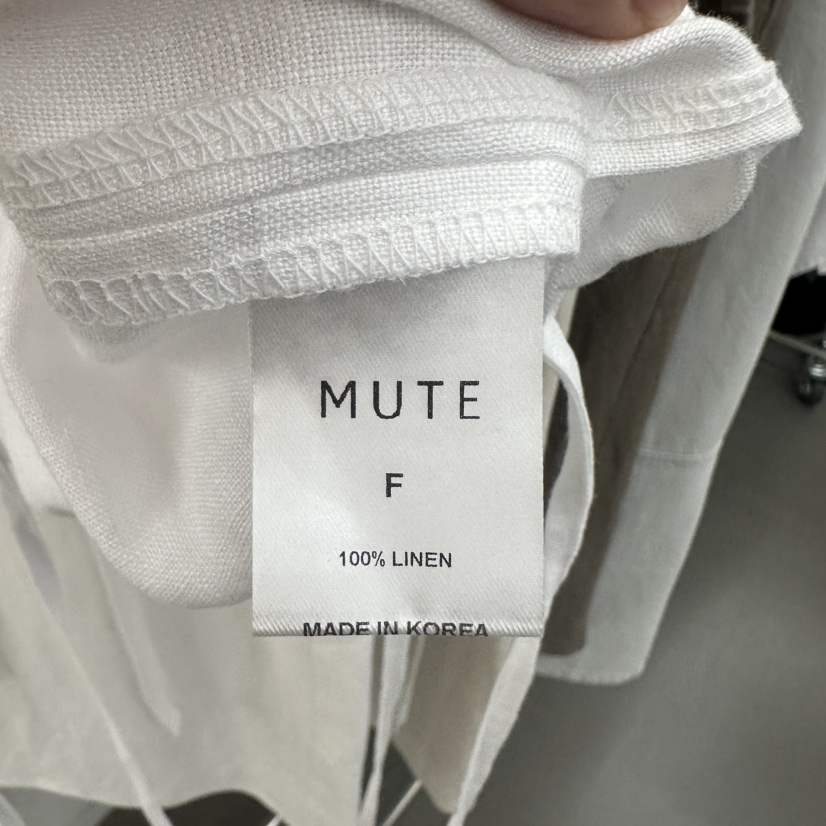 MUTE
F
100% LINEN
MADE IN KOREA